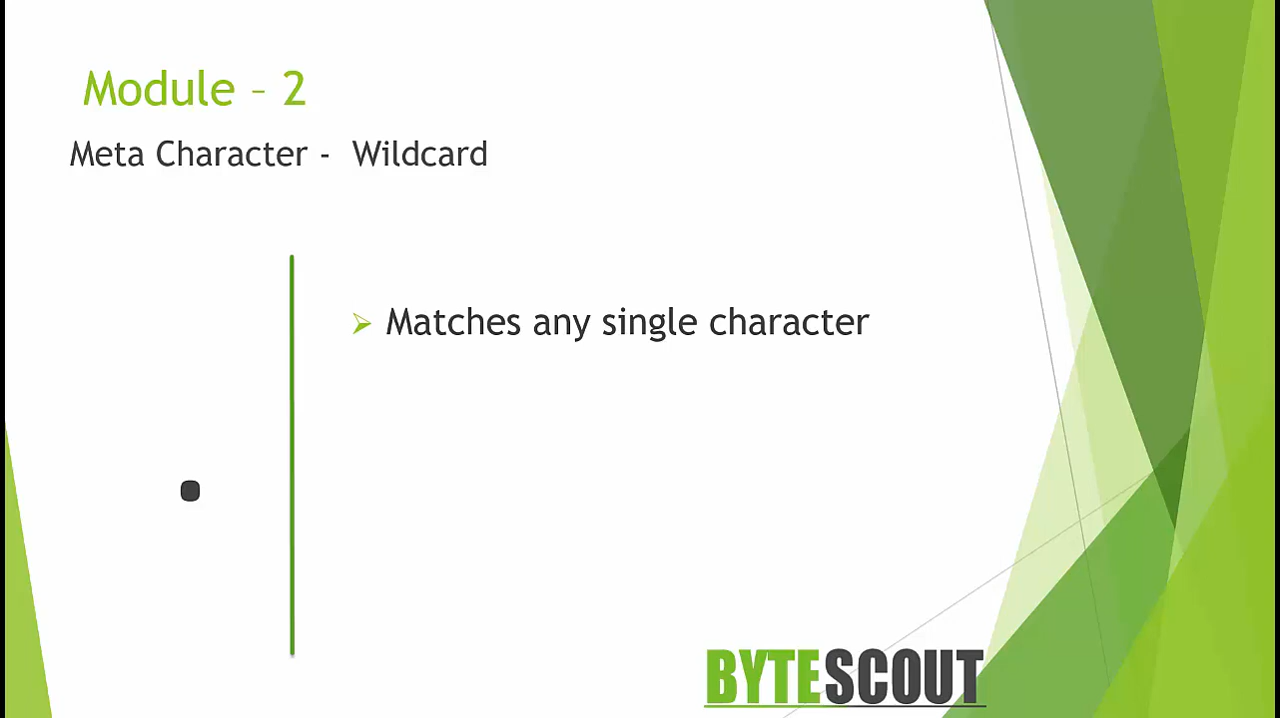 Module – 2
Meta Character - Wildcard
Matches any single character
.
BYTESCOUT